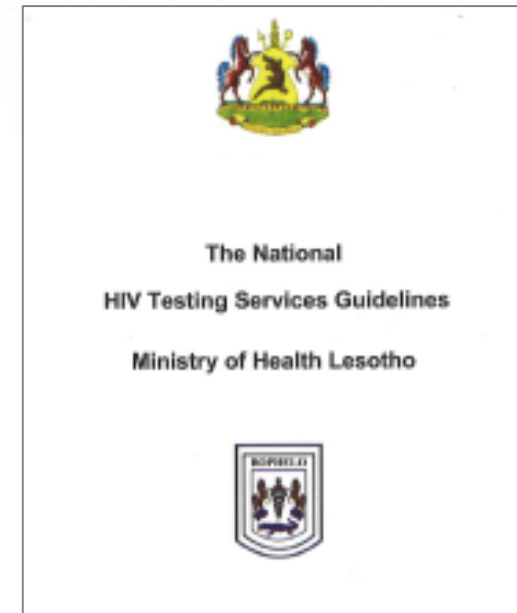 The National
HIV Testing Services Guidelines
Ministry of Health Lesotho
BOPHELO